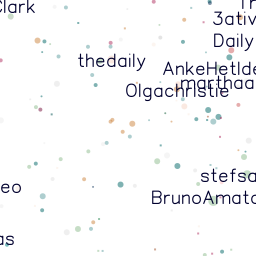 Clark
3ativ
Daily
thedaily
AnkeHetlde
marthaa
Olgachristie
stefsa
eo
BrunoAmato
as